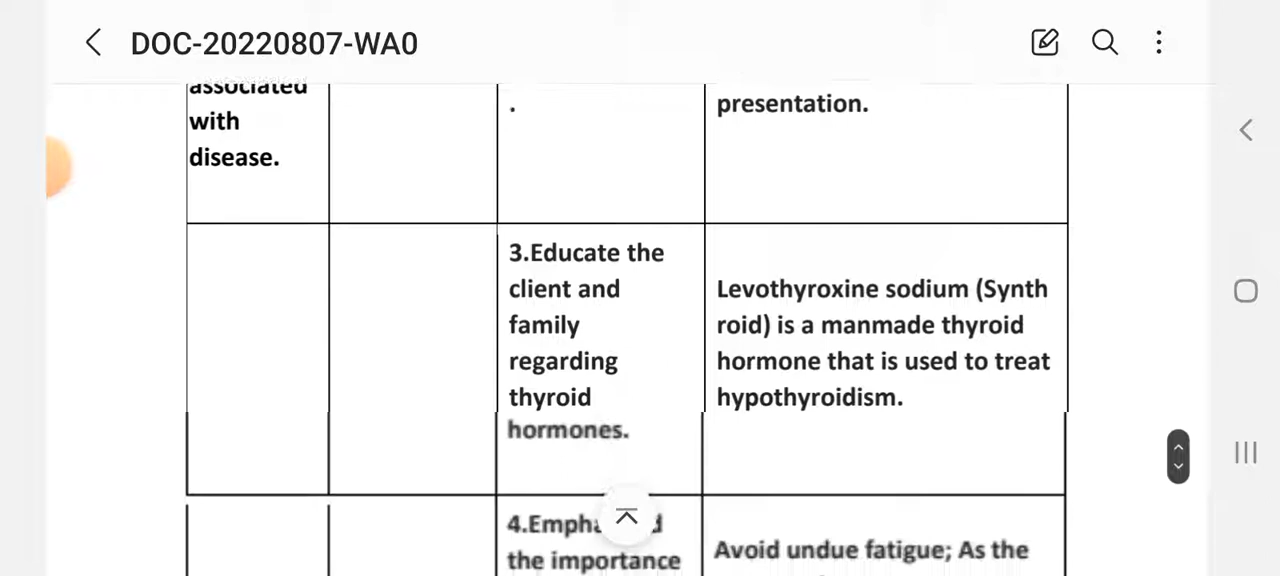 DOC-20220807-WA0
associated
with
disease.
.
presentation.
3.Educate the
client and
family
regarding
thyroid
hormones.
Levothyroxine sodium (Synth
roid) is a manmade thyroid
hormone that is used to treat
hypothyroidism.
the importance
Avoid undue fatigue; As the